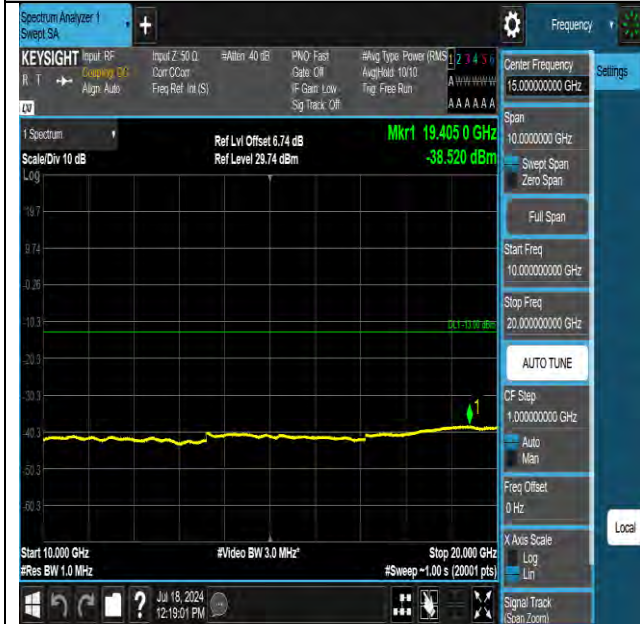 Spectrum Analyzer 1
Swept SA
+
Frequency
KEYSIGHT
R T
Input: RF
Coupling: DC
Align: Auto
Input Z: 50 Ω
Corr CCorr
Freq Ref: Int (S)
#Atten: 40 dB
PNO: Fast
Gate: Off
IF Gain: Low
Sig Track: Off
#Avg Type: Power (RMS
Avg|Hold: 10/10
Trig: Free Run
1 2 3 4 5 6
A W W W W W
A A A A A A
1 Spectrum
Scale/Div 10 dB
Log
Ref Lvl Offset 6.74 dB
Ref Level 29.74 dBm
Mkr1 19.405 0 GHz
-38.520 dBm
19.7
9.74
-0.26
-10.3
DL1 -13.00 dBm
-20.3
-30.3
1
-40.3
-50.3
-60.3
Start 10.000 GHz
#Res BW 1.0 MHz
#Video BW 3.0 MHz*
Stop 20.000 GHz
#Sweep ~1.00 s (20001 pts)
?
Jul 18, 2024
12:19:01 PM
Center Frequency
15.000000000 GHz
Settings
Span
10.0000000 GHz
Swept Span
Zero Span
Full Span
Start Freq
10.000000000 GHz
Stop Freq
20.000000000 GHz
AUTO TUNE
CF Step
1.000000000 GHz
Auto
Man
Freq Offset
0 Hz
Local
X Axis Scale
Log
Lin
Signal Track
(Span Zoom)